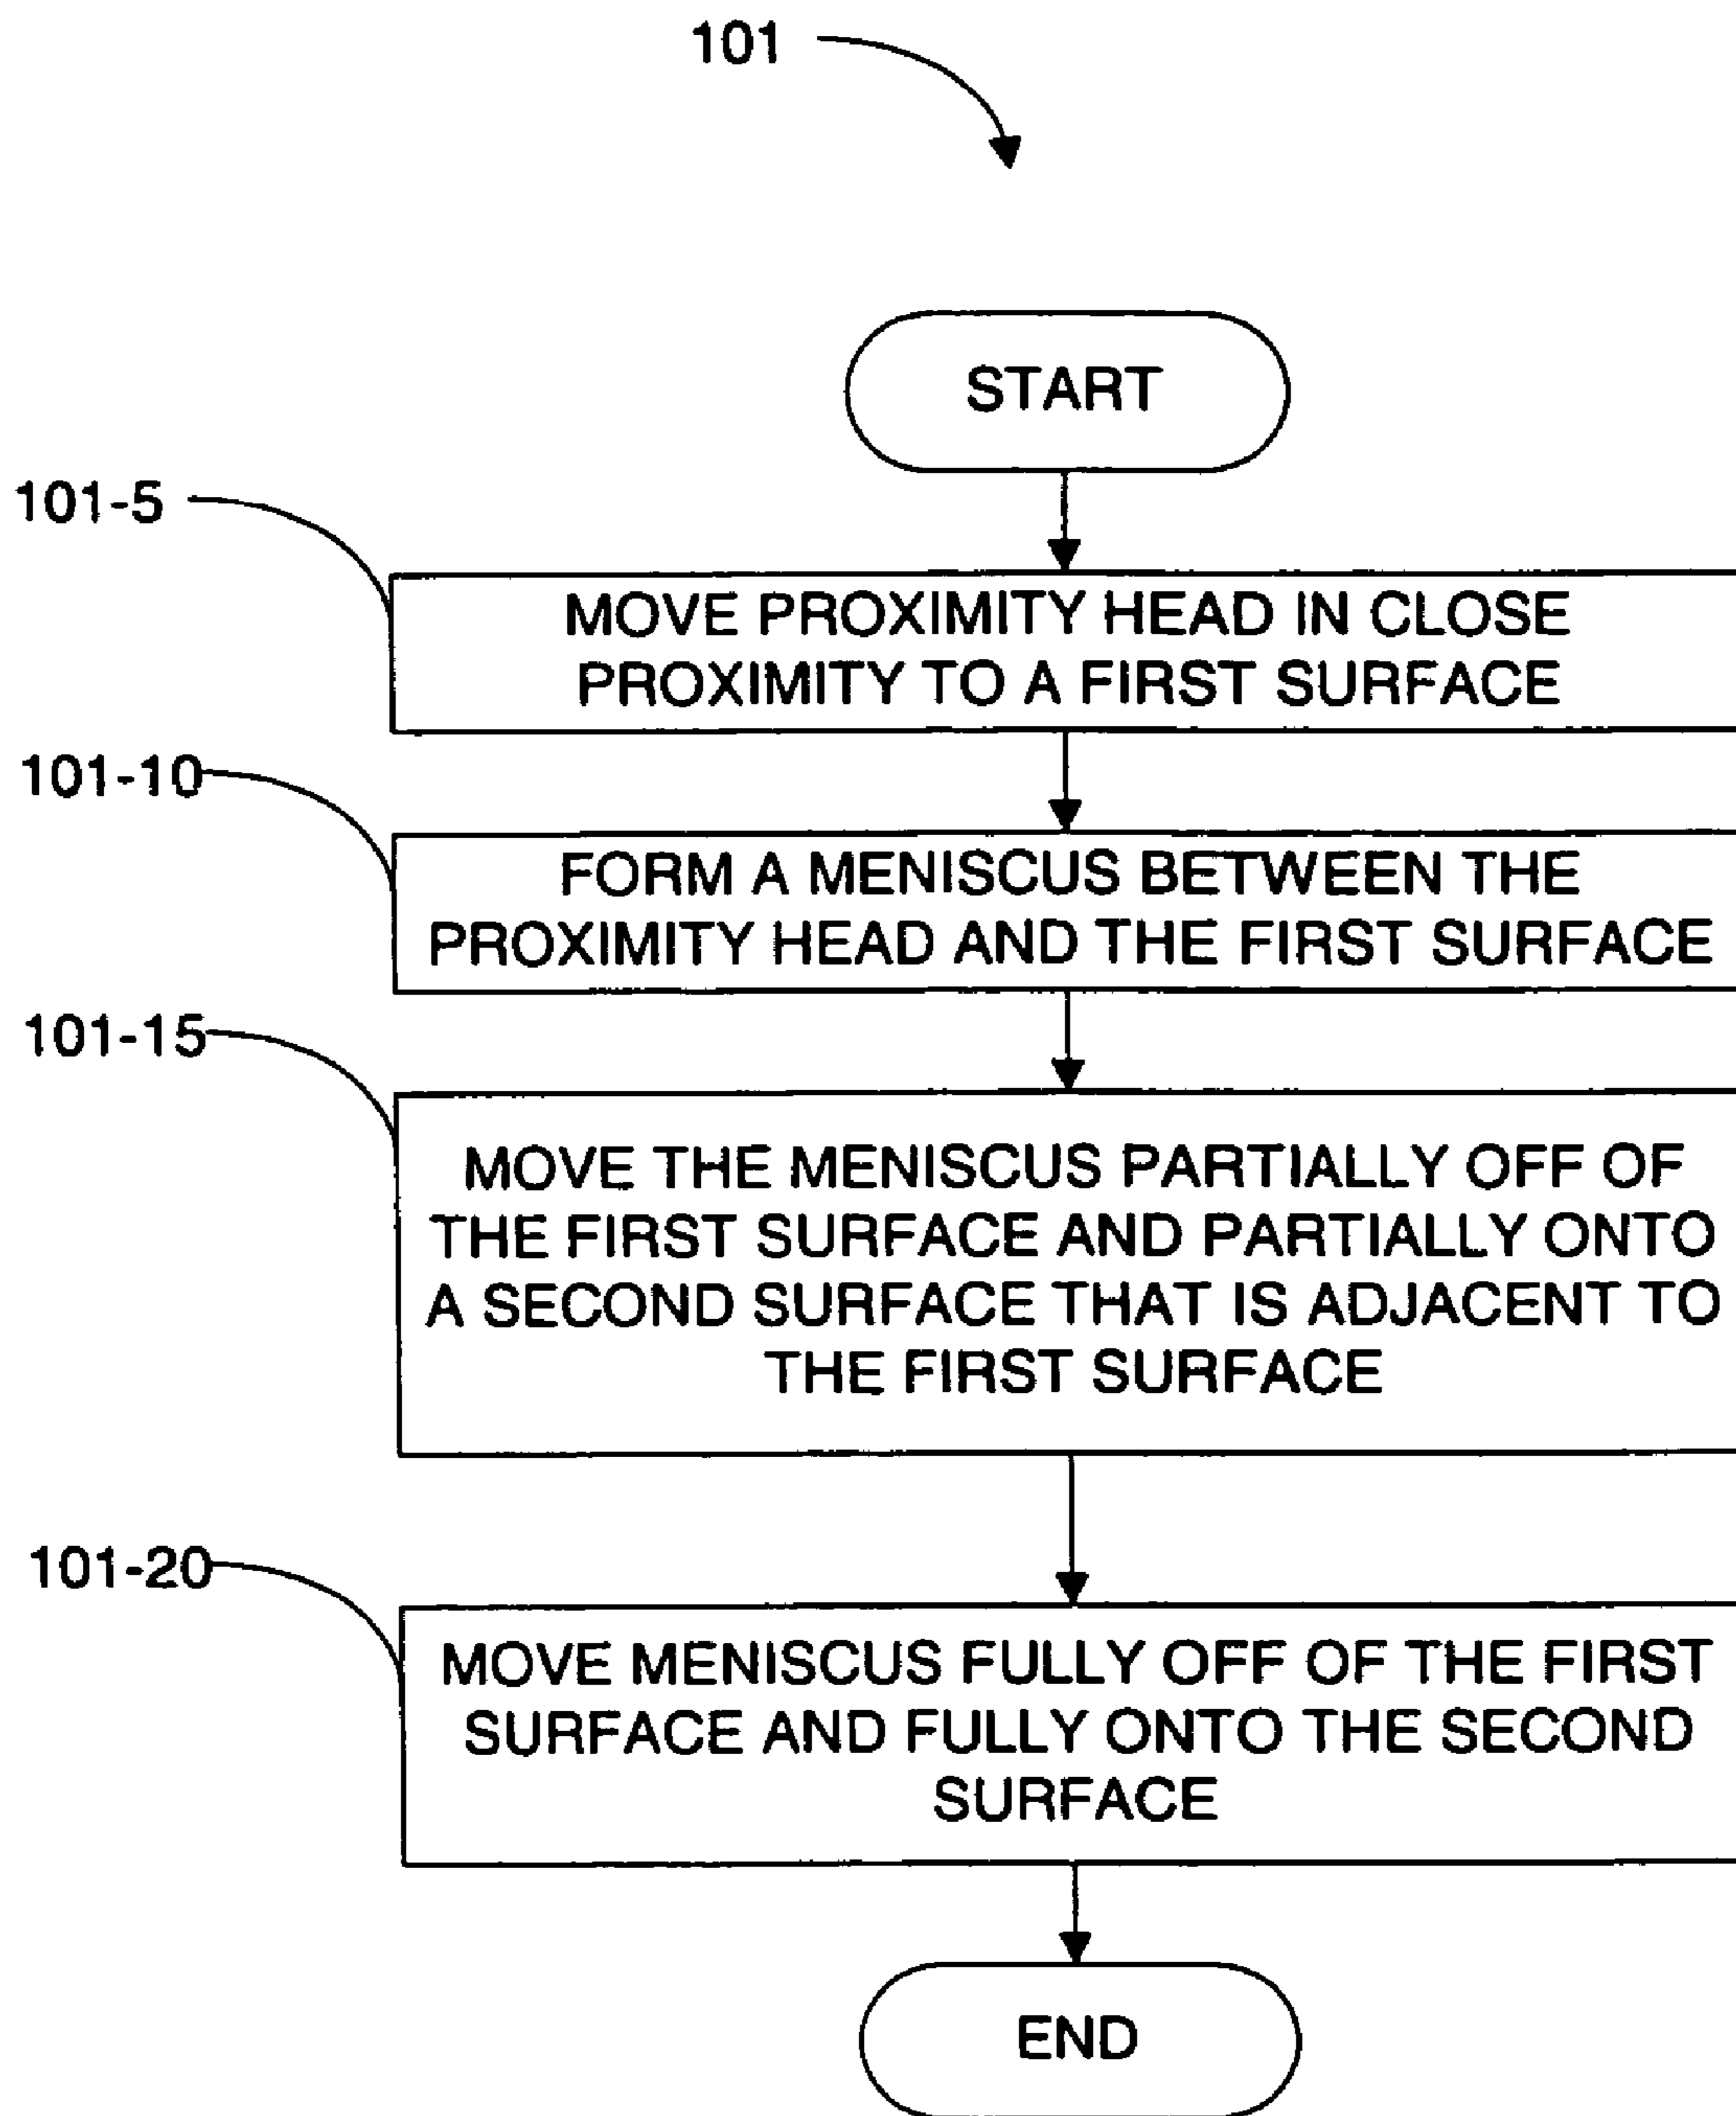 101
START
101-5
MOVE PROXIMITY HEAD IN CLOSE
PROXIMITY TO A FIRST SURFACE
101-10
FORM A MENISCUS BETWEEN THE
PROXIMITY HEAD AND THE FIRST SURFACE
101-15
MOVE THE MENISCUS PARTIALLY OFF OF
THE FIRST SURFACE AND PARTIALLY ONTO
A SECOND SURFACE THAT IS ADJACENT TO
THE FIRST SURFACE
101-20
MOVE MENISCUS FULLY OFF OF THE FIRST
SURFACE AND FULLY ONTO THE SECOND
SURFACE
END